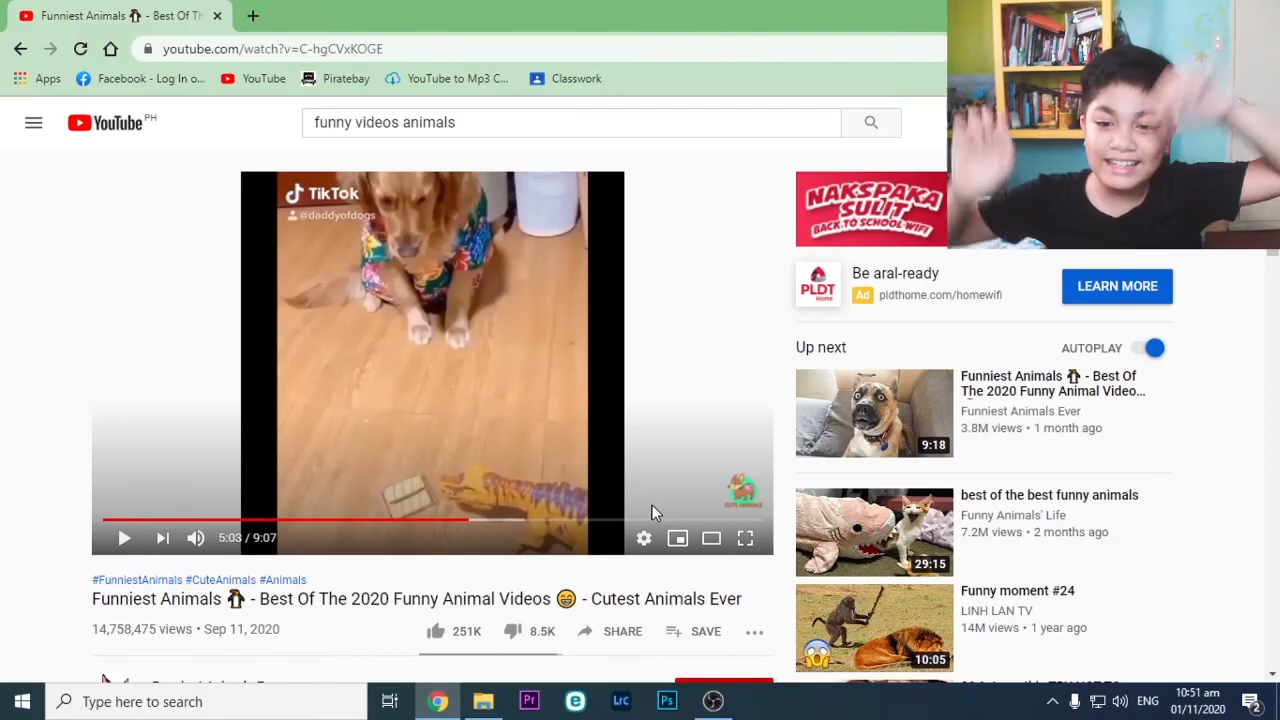 Funniest Animals 🐧 - Best Of Th
youtube.com/watch?v=C-hgCVxKOGE
Apps
Facebook - Log In o...
YouTube
Piratebay
YouTube to Mp3 C...
Classwork
YouTube PH
funny videos animals
TikTok
@daddyofdogs
NAKSPAKA
SULIT
BACK TO SCHOOL WIFI
PLDT
Home
Be aral-ready
Ad pldthome.com/homewifi
LEARN MORE
Up next
AUTOPLAY
Funniest Animals 🐧 - Best Of
The 2020 Funny Animal Video...
Funniest Animals Ever
3.8M views • 1 month ago
9:18
best of the best funny animals
Funny Animals' Life
7.2M views • 2 months ago
29:15
Funny moment #24
LINH LAN TV
14M views • 1 year ago
10:05
CUTE ANIMALS
5:03 / 9:07
#FunniestAnimals #CuteAnimals #Animals
Funniest Animals 🐧 - Best Of The 2020 Funny Animal Videos 😁 - Cutest Animals Ever
14,758,475 views • Sep 11, 2020
251K
8.5K
SHARE
SAVE
Type here to search
Pr
Lrc
Ps
ENG
10:51 am
01/11/2020
2